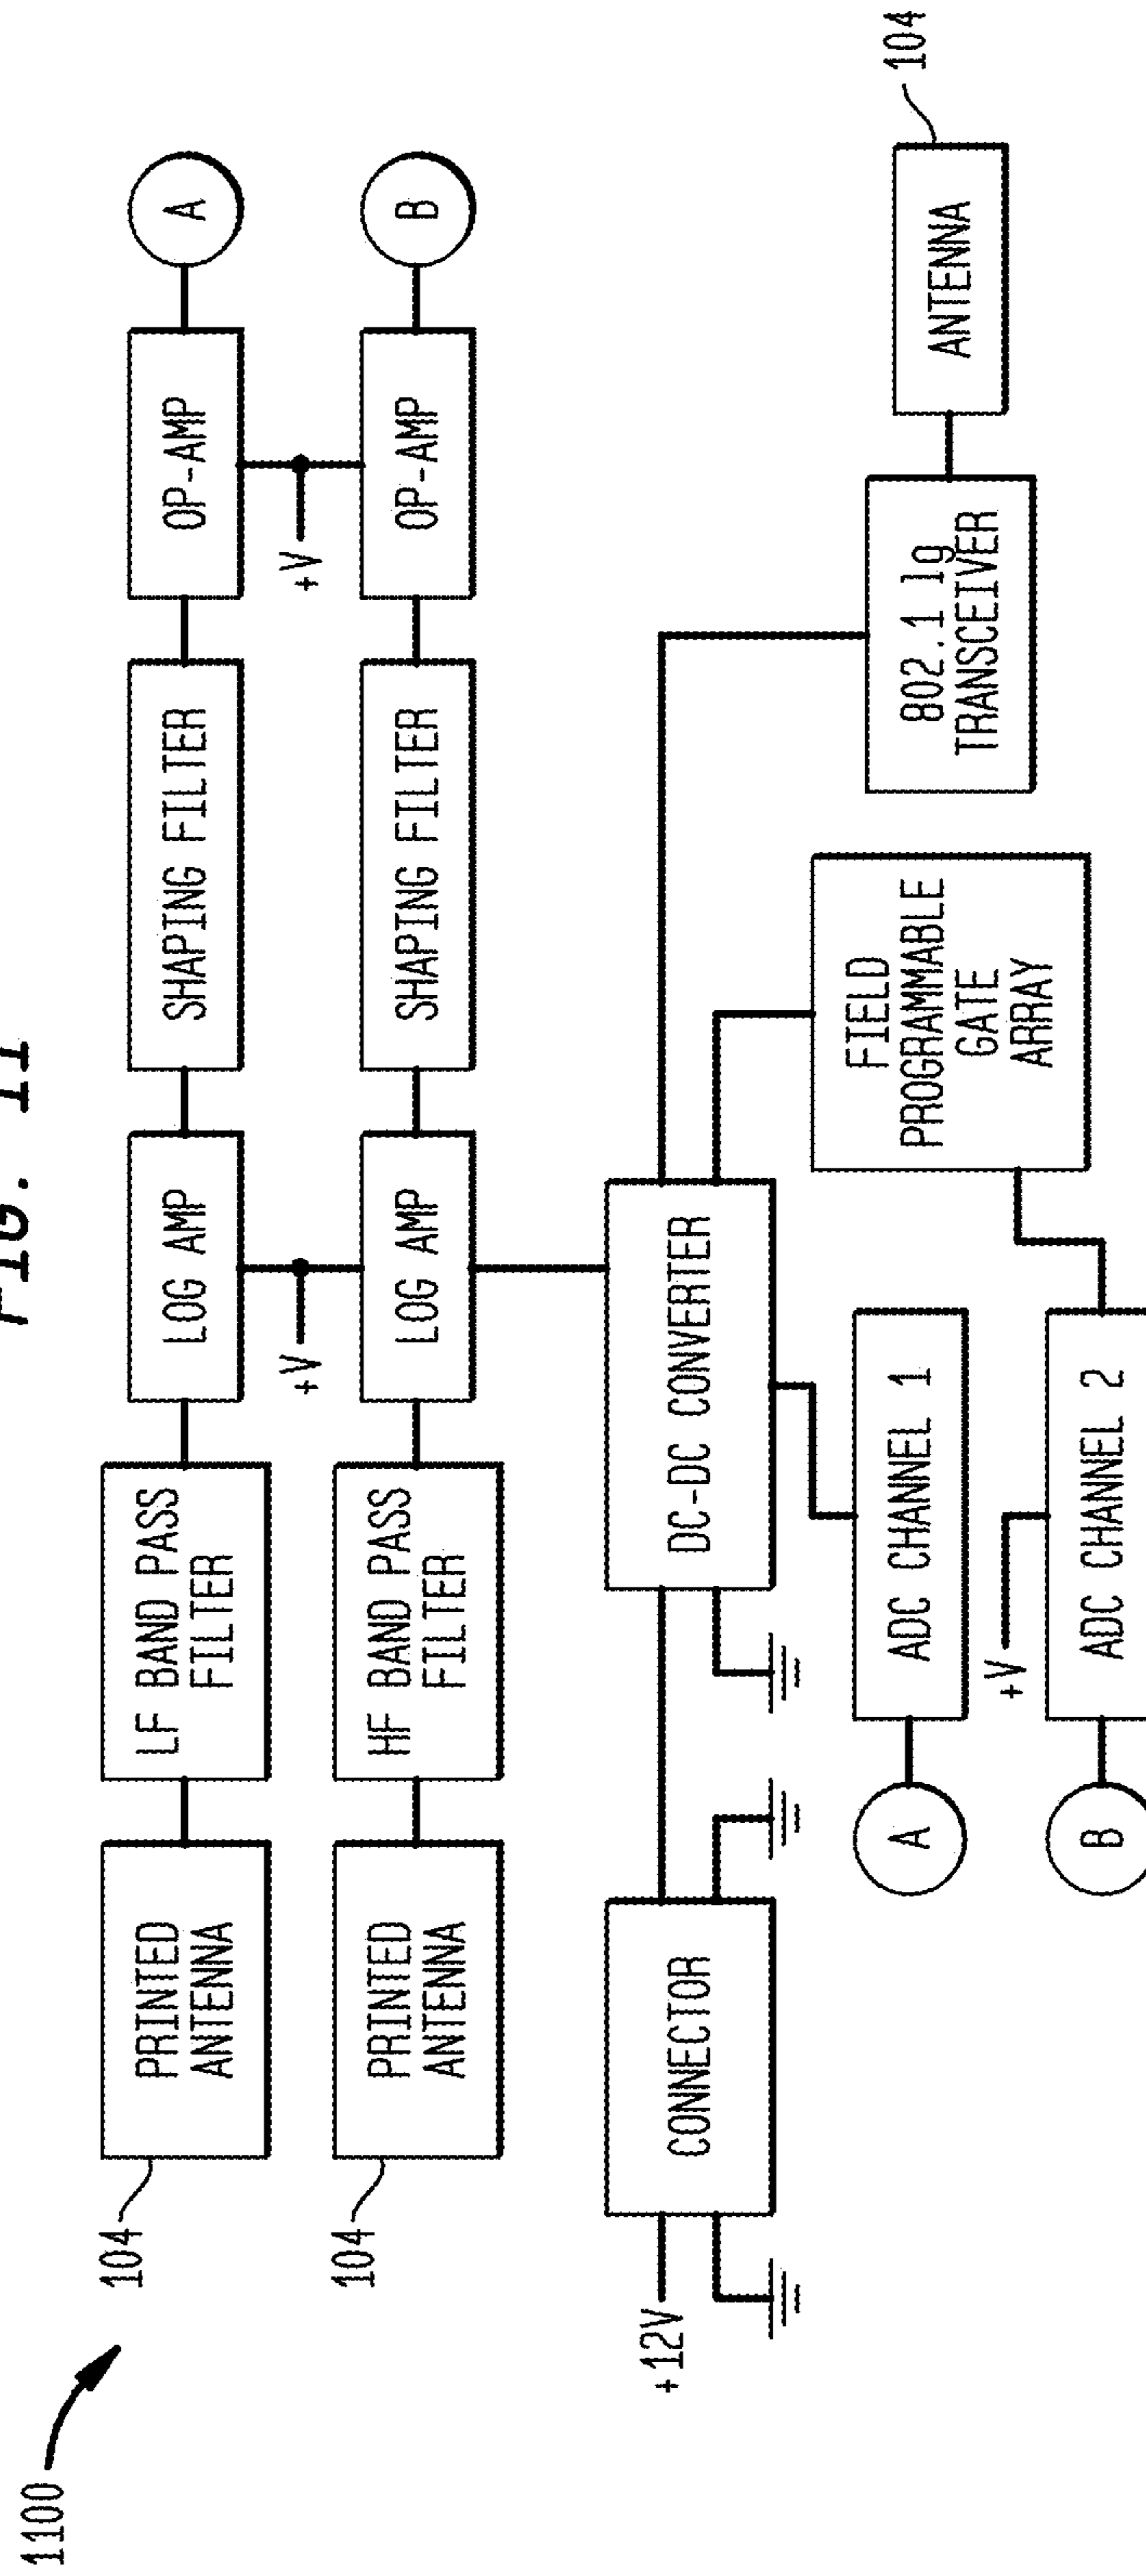 FIG. 11
1100
104
PRINTED
ANTENNA
LF BAND PASS
FILTER
LOG AMP
SHAPING FILTER
OP-AMP
A
+V
+V
104
PRINTED
ANTENNA
HF BAND PASS
FILTER
LOG AMP
SHAPING FILTER
OP-AMP
B
+12V
CONNECTOR
DC-DC CONVERTER
A
ADC CHANNEL 1
+V
B
ADC CHANNEL 2
FIELD
PROGRAMMABLE
GATE
ARRAY
802.1 1g
TRANSCEIVER
ANTENNA
104